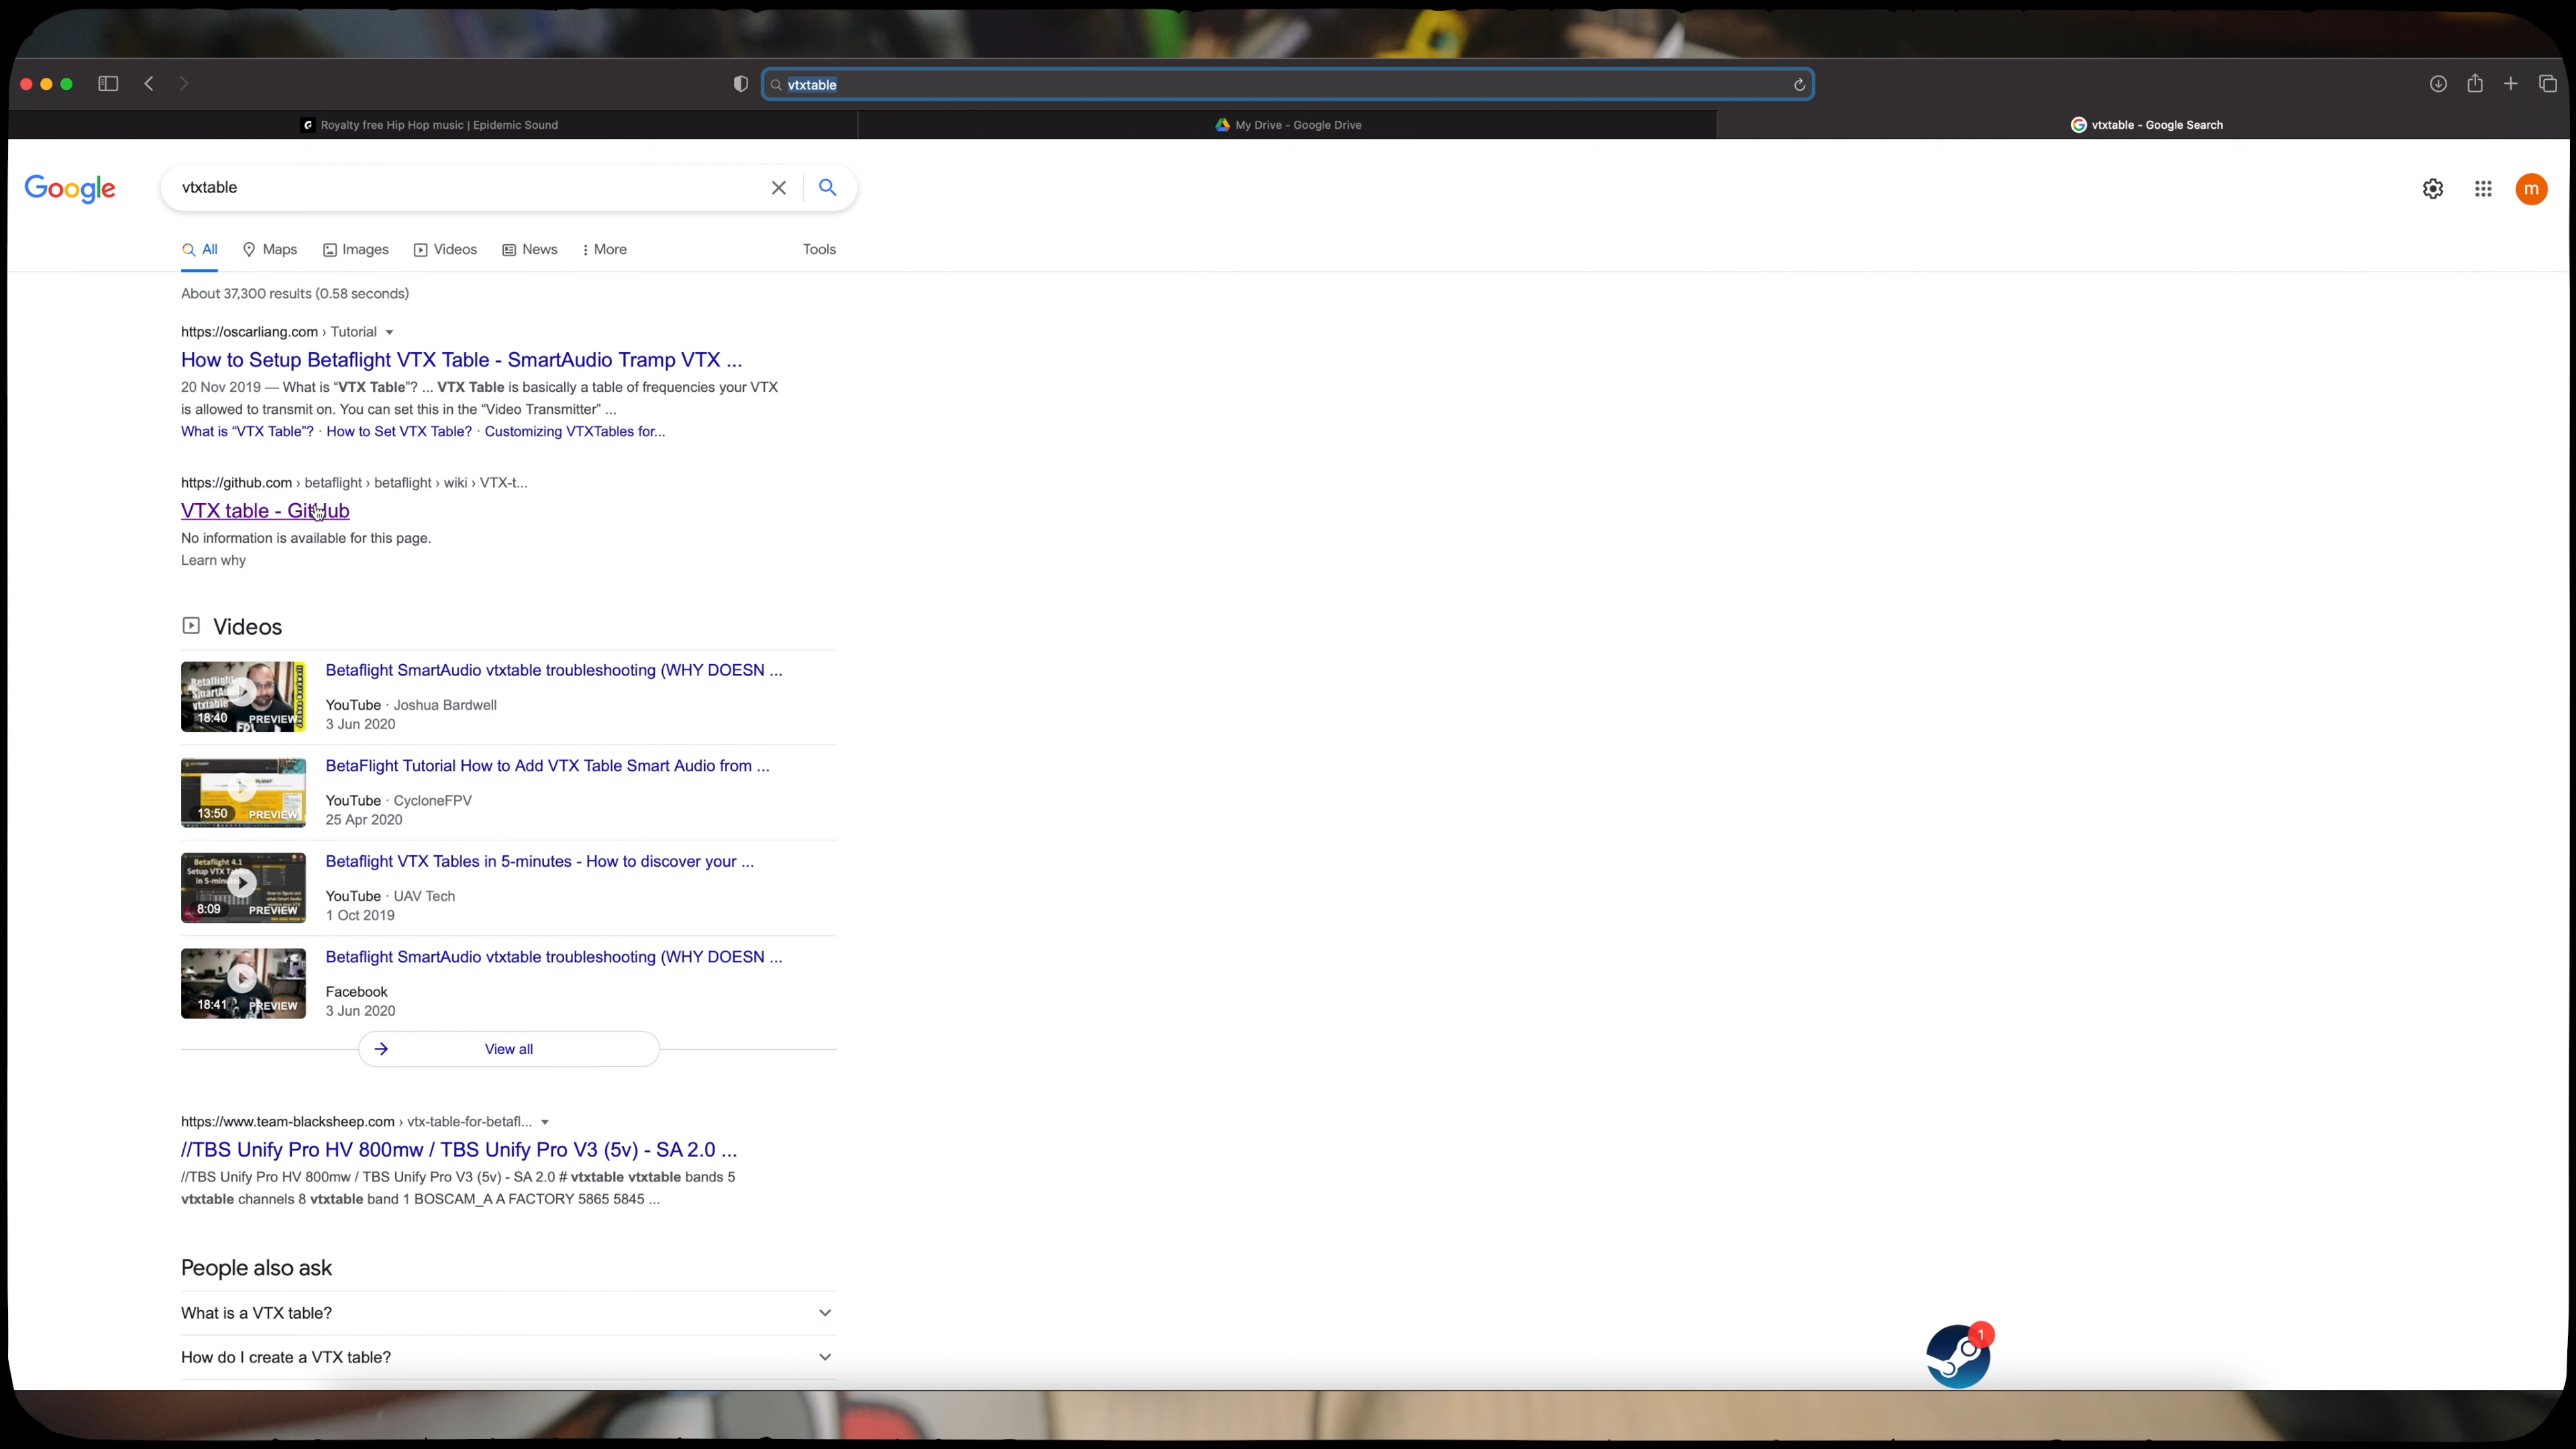 vtxtable
Royalty free Hip Hop music | Epidemic Sound
My Drive - Google Drive
vtxtable - Google Search
Google
vtxtable
m
All
Maps
Images
Videos
News
More
Tools
About 37,300 results (0.58 seconds)
https://oscarliang.com › Tutorial
How to Setup Betaflight VTX Table - SmartAudio Tramp VTX ...
20 Nov 2019 — What is “VTX Table”? ... VTX Table is basically a table of frequencies your VTX
is allowed to transmit on. You can set this in the “Video Transmitter” ...
What is “VTX Table”? · How to Set VTX Table? · Customizing VTXTables for...
https://github.com › betaflight › betaflight › wiki › VTX-t...
VTX table - GitHub
No information is available for this page.
Learn why
Videos
Betaflight
SmartAudio
vtxtable
18:40 PREVIEW
Betaflight SmartAudio vtxtable troubleshooting (WHY DOESN ...
YouTube · Joshua Bardwell
3 Jun 2020
13:50 PREVIEW
BetaFlight Tutorial How to Add VTX Table Smart Audio from ...
YouTube · CycloneFPV
25 Apr 2020
Betaflight 4.1
Setup VTX Tables
in 5-minutes
8:09 PREVIEW
Betaflight VTX Tables in 5-minutes - How to discover your ...
YouTube · UAV Tech
1 Oct 2019
18:41 PREVIEW
Betaflight SmartAudio vtxtable troubleshooting (WHY DOESN ...
Facebook
3 Jun 2020
View all
https://www.team-blacksheep.com › vtx-table-for-betafl...
//TBS Unify Pro HV 800mw / TBS Unify Pro V3 (5v) - SA 2.0 ...
//TBS Unify Pro HV 800mw / TBS Unify Pro V3 (5v) - SA 2.0 # vtxtable vtxtable bands 5
vtxtable channels 8 vtxtable band 1 BOSCAM_A A FACTORY 5865 5845 ...
People also ask
What is a VTX table?
How do I create a VTX table?
1